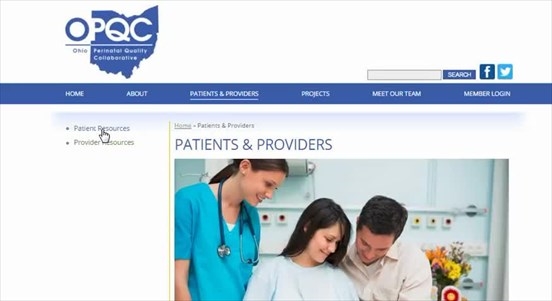 OPQC
Ohio Perinatal Quality
Collaborative
SEARCH
HOME ABOUT PATIENTS & PROVIDERS PROJECTS MEET OUR TEAM MEMBER LOGIN
Patient Resources
Provider Resources
Home » Patients & Providers
PATIENTS & PROVIDERS